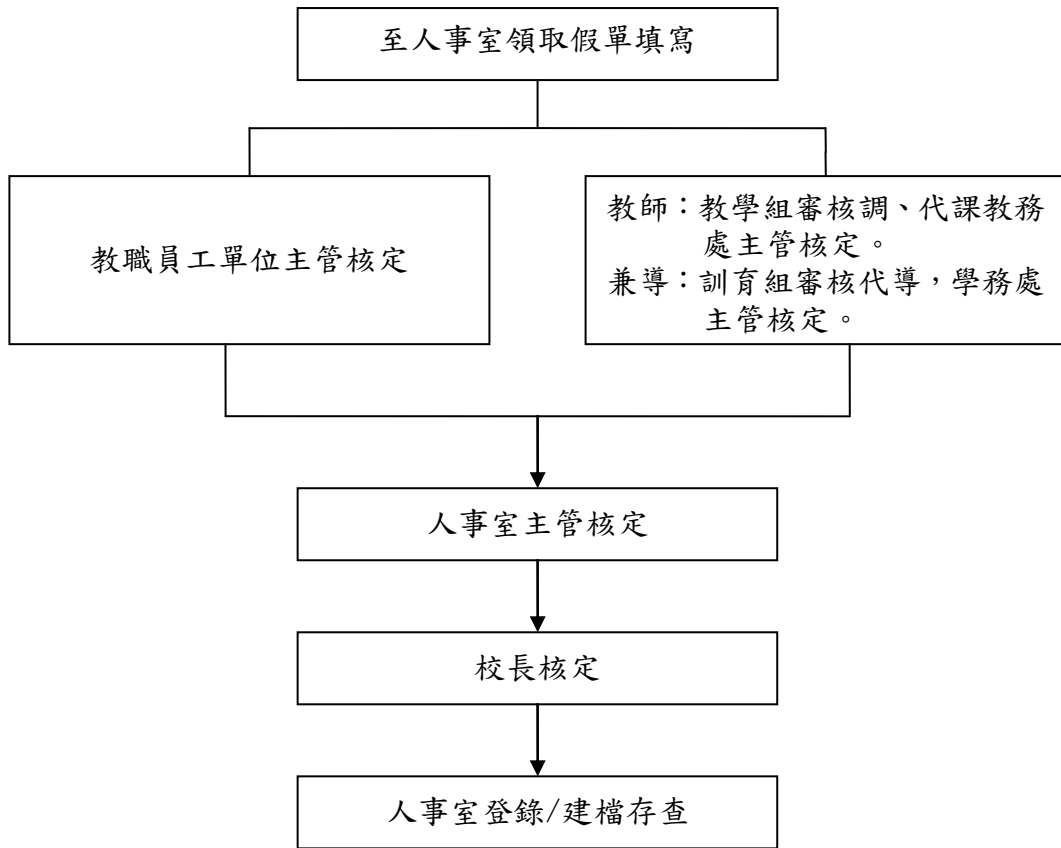 至人事室領取假單填寫
教職員工單位主管核定
教師：教學組審核調、代課教務
處主管核定。
兼導：訓育組審核代導，學務處
主管核定。
人事室主管核定
校長核定
人事室登錄/建檔存查